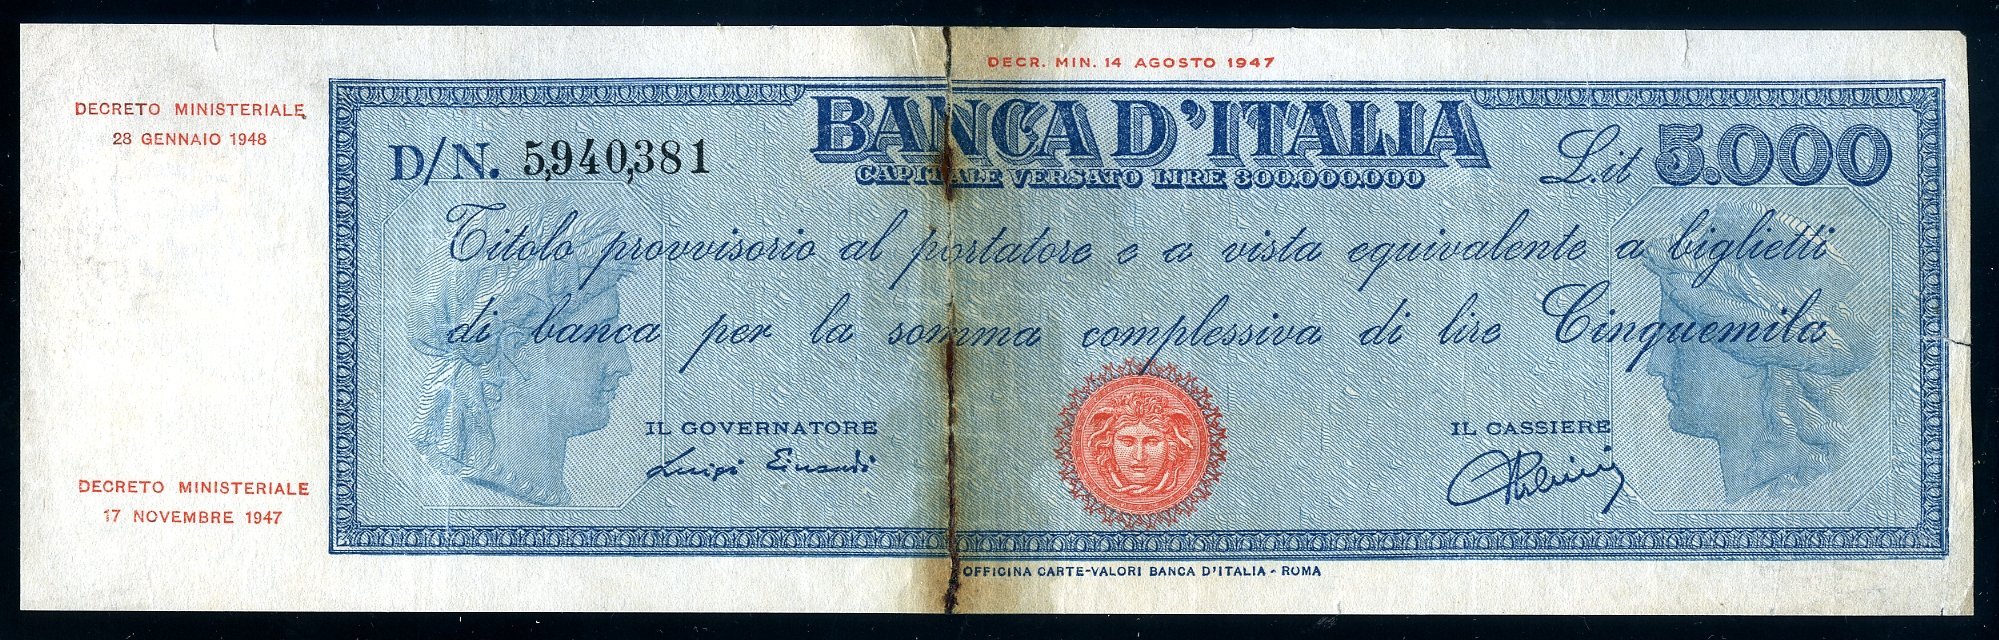 DECR. MIN. 14 AGOSTO 1947
DECRETO MINISTERIALE
28 GENNAIO 1948
BANCA D'ITALIA
CAPITALE VERSATO LIRE 300.000.000
D/N. 5,940,381
L.it 5.000
Titolo provvisorio al portatore e a vista equivalente a biglietti
di banca per la somma complessiva di lire Cinquemila
IL GOVERNATORE
Luigi Einaudi
IL CASSIERE
DECRETO MINISTERIALE
17 NOVEMBRE 1947
OFFICINA CARTE-VALORI BANCA D'ITALIA - ROMA